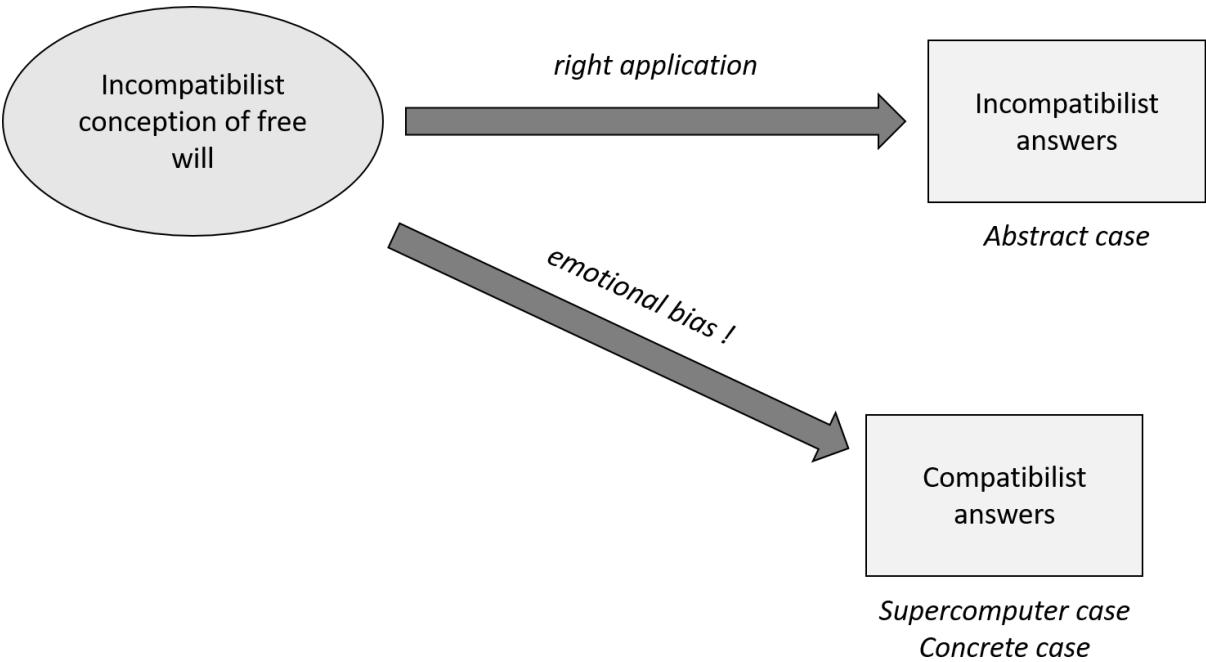 Incompatibilist
conception of free
will
right application
Incompatibilist
answers
Abstract case
emotional bias !
Compatibilist
answers
Supercomputer case
Concrete case